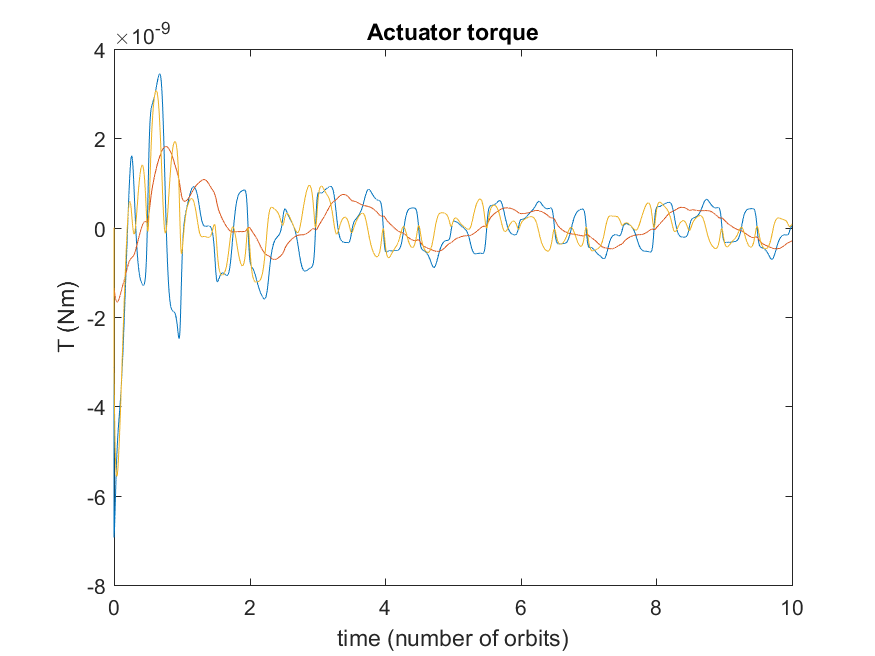 Actuator torque
×10-9
4
2
0
-2
-4
-6
-8
T (Nm)
0 2 4 6 8 10
time (number of orbits)